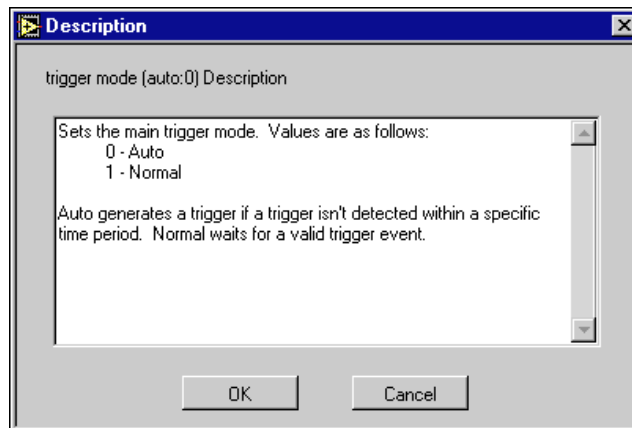 Description
trigger mode (auto:0) Description
Sets the main trigger mode.  Values are as follows:
0 - Auto
1 - Normal
Auto generates a trigger if a trigger isn't detected within a specific
time period.  Normal waits for a valid trigger event.
OK
Cancel